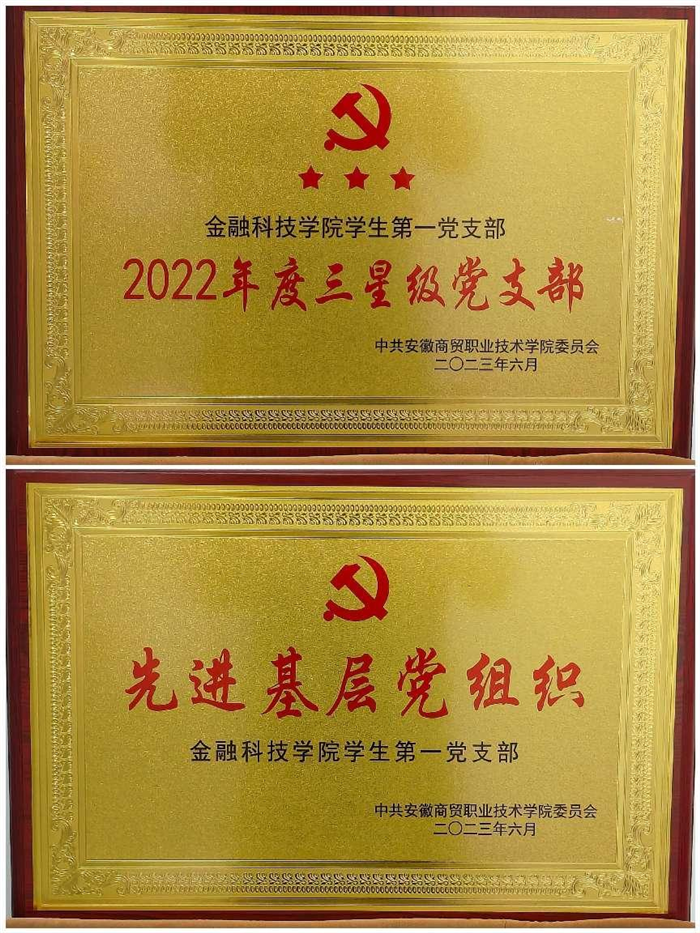 金融科技学院学生第一党支部
2022年度三星级党支部
中共安徽商贸职业技术学院委员会
二〇二三年六月
先进基层党组织
金融科技学院学生第一党支部
中共安徽商贸职业技术学院委员会
二〇二三年六月